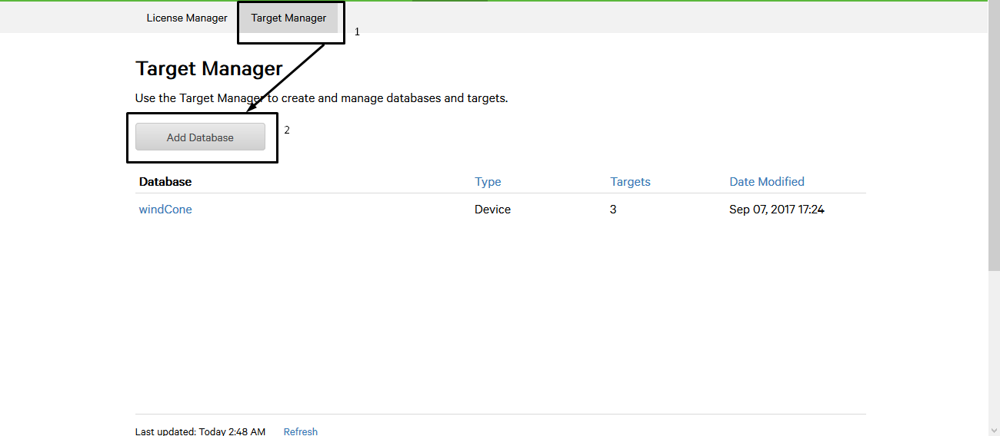 License Manager Target Manager 1
Target Manager
Use the Target Manager to create and manage databases and targets.
Add Database 2
Database Type Targets Date Modified
windCone Device 3 Sep 07, 2017 17:24
Last updated: Today 2:48 AM Refresh